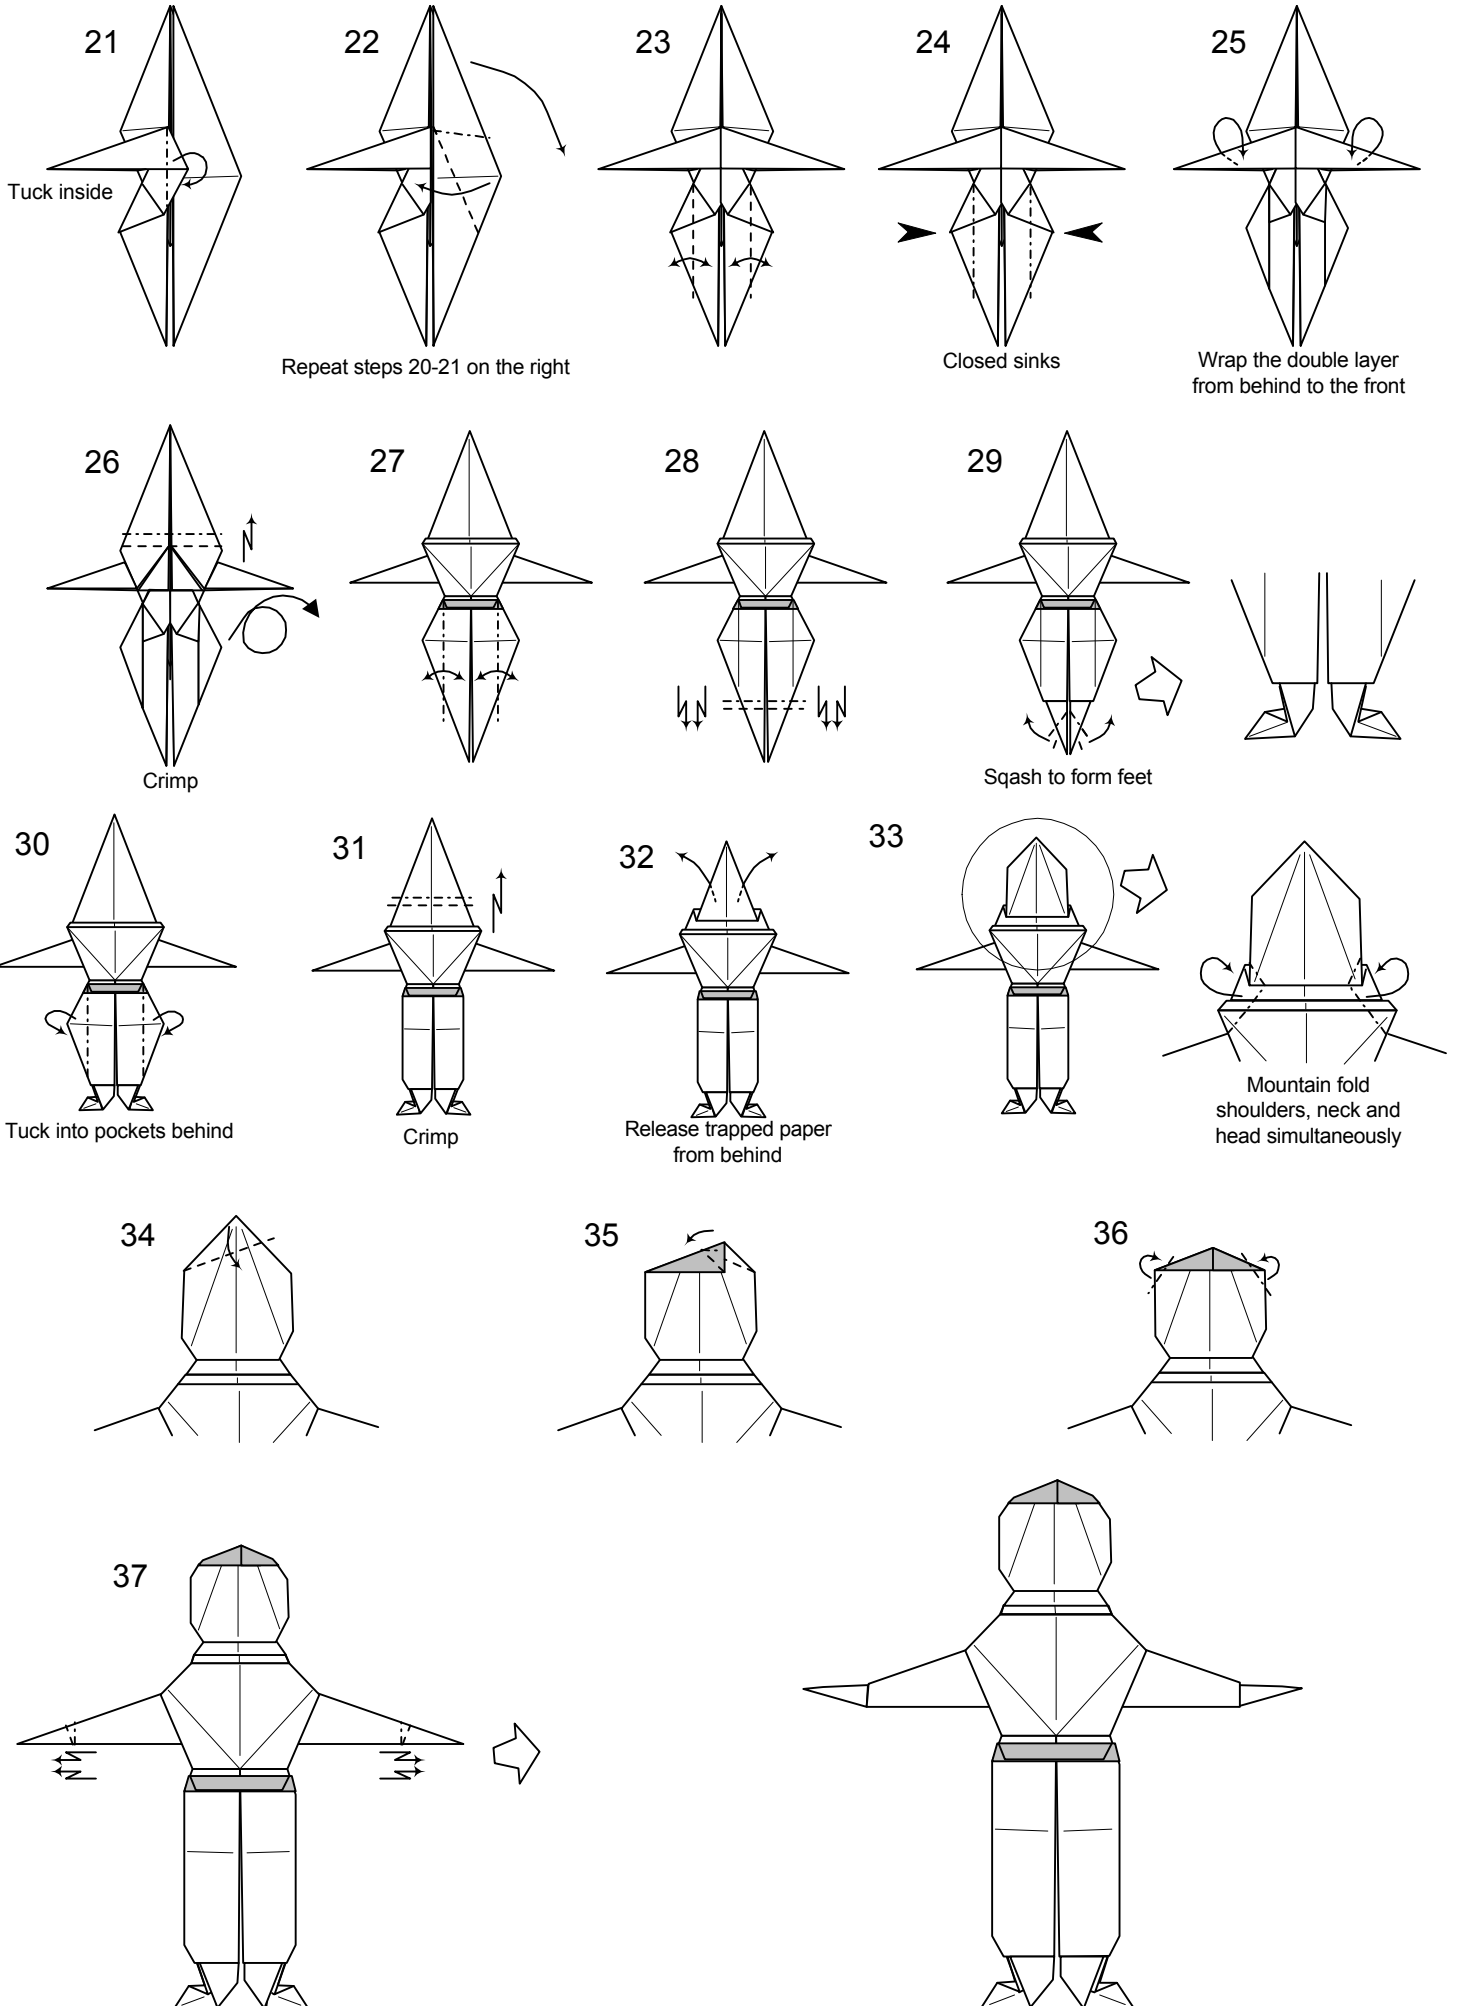 21
22
23
24
25
Tuck inside
Repeat steps 20-21 on the right
Closed sinks
Wrap the double layer
from behind to the front
26
27
28
29
Crimp
Sqash to form feet
30
31
32
33
Tuck into pockets behind
Crimp
Release trapped paper
from behind
Mountain fold
shoulders, neck and
head simultaneously
34
35
36
37